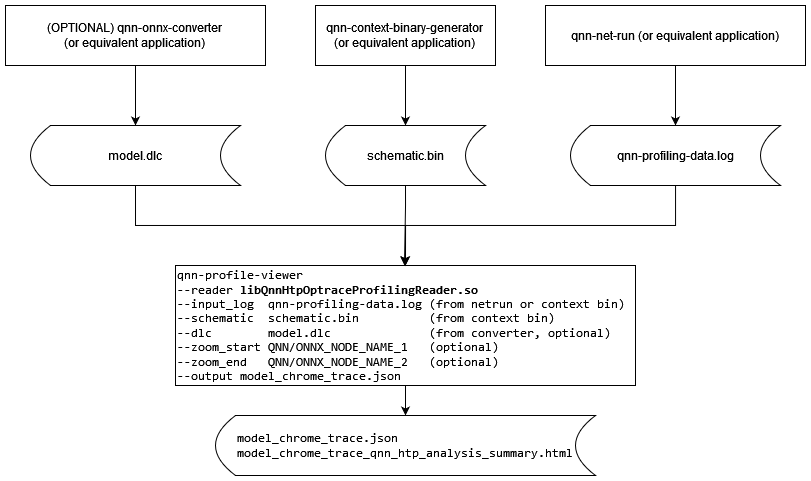 (OPTIONAL) qnn-onnx-converter
(or equivalent application)
qnn-context-binary-generator
(or equivalent application)
qnn-net-run (or equivalent application)
model.dlc
schematic.bin
qnn-profiling-data.log
qnn-profile-viewer
--reader libQnnHtpOptraceProfilingReader.so
--input_log qnn-profiling-data.log (from netrun or context bin)
--schematic schematic.bin (from context bin)
--dlc model.dlc (from converter, optional)
--zoom_start QNN/ONNX_NODE_NAME_1 (optional)
--zoom_end QNN/ONNX_NODE_NAME_2 (optional)
--output model_chrome_trace.json
model_chrome_trace.json
model_chrome_trace_qnn_htp_analysis_summary.html